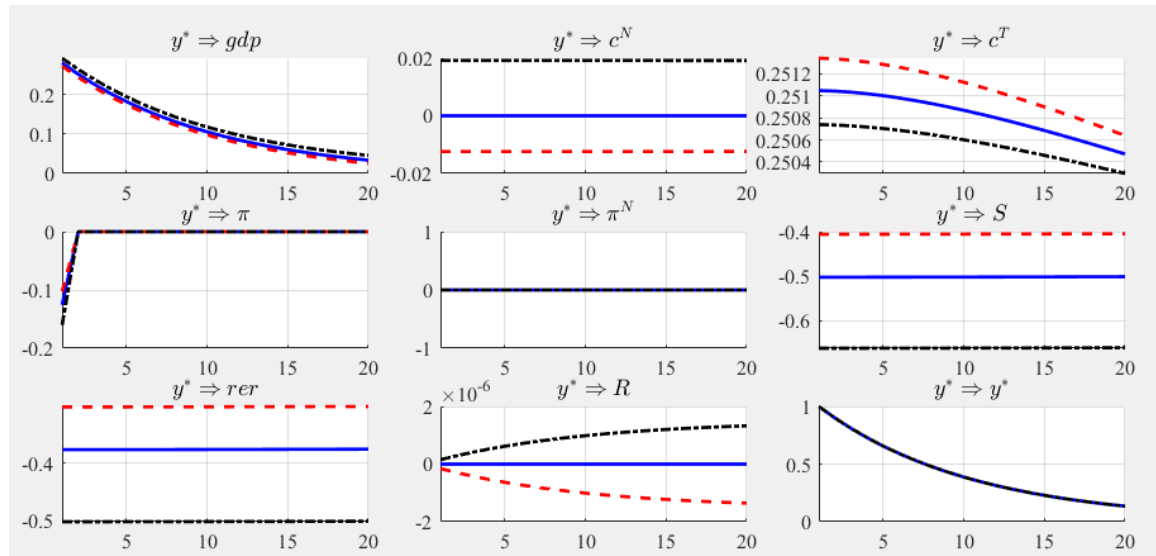 y* ⇒ gdp
0.2
0.1
0
5 10 15 20
y* ⇒ c^N
0.02
0
-0.02
5 10 15 20
y* ⇒ c^T
0.2512
0.251
0.2508
0.2506
0.2504
5 10 15 20
y* ⇒ π
0
-0.1
-0.2
5 10 15 20
y* ⇒ π^N
1
0
-1
5 10 15 20
y* ⇒ S
-0.4
-0.5
-0.6
5 10 15 20
y* ⇒ rer
-0.4
-0.5
5 10 15 20
y* ⇒ R
×10^-6
2
0
-2
5 10 15 20
y* ⇒ y*
1
0.5
0
5 10 15 20